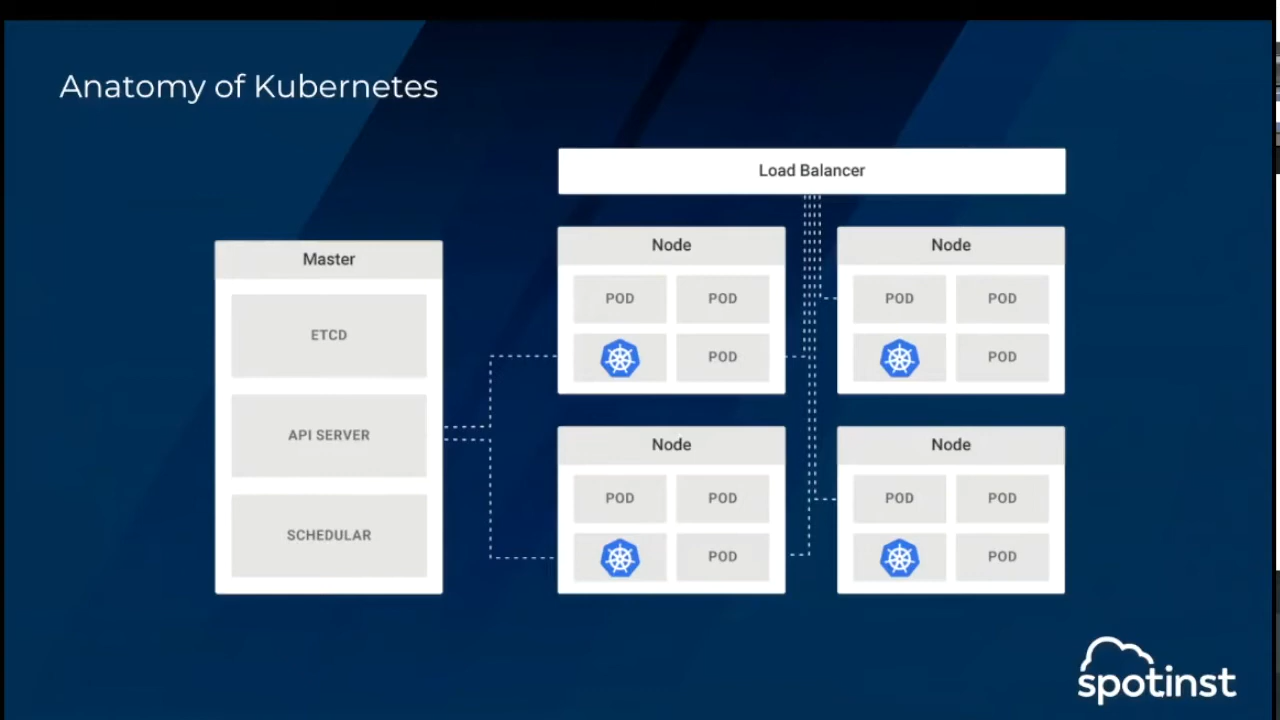 Anatomy of Kubernetes
Load Balancer
Master
ETCD
API SERVER
SCHEDULAR
Node
POD POD
POD
Node
POD POD
POD
Node
POD POD
POD
Node
POD POD
POD
spotinst